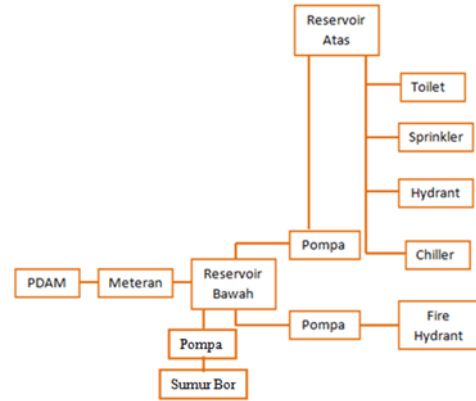 Reservoir
Atas
Toilet
Sprinkler
Hydrant
Chiller
Pompa
PDAM
Meteran
Reservoir
Bawah
Pompa
Fire
Hydrant
Pompa
Sumur Bor